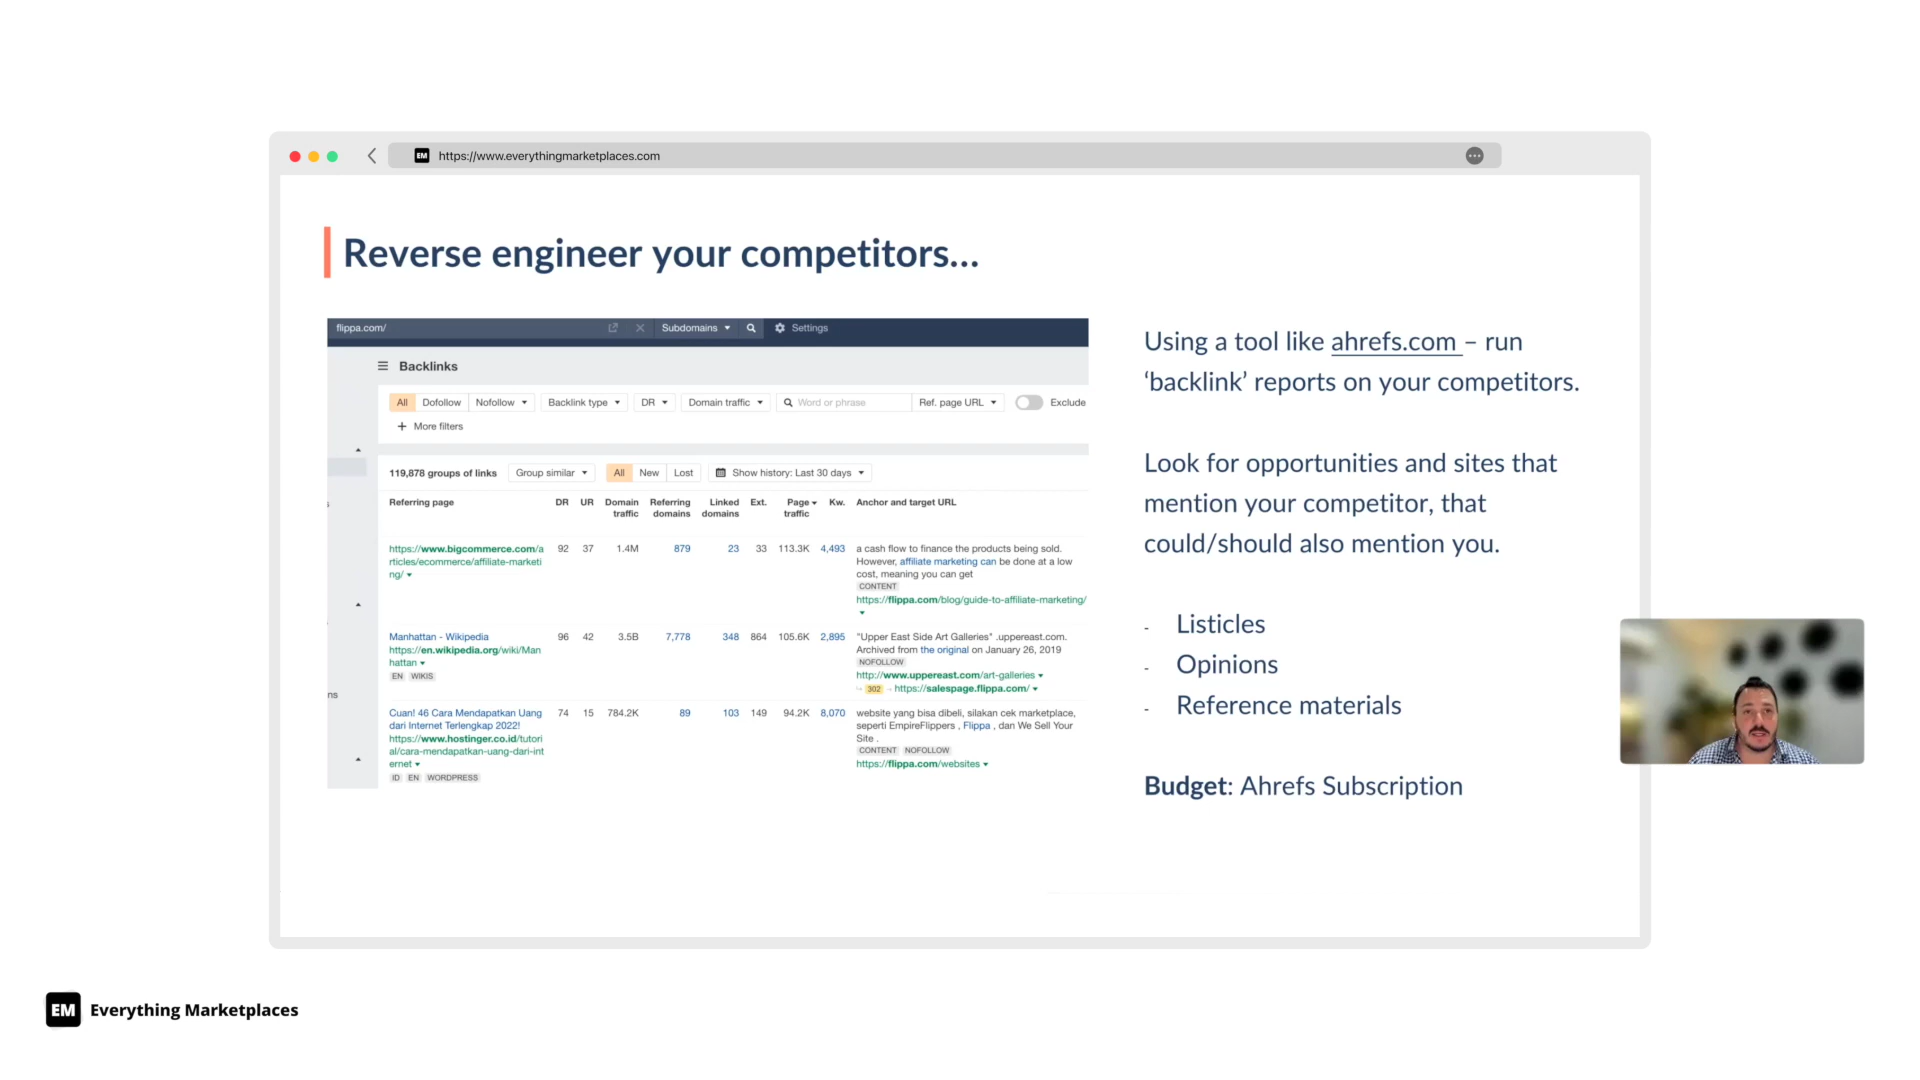 EM https://www.everythingmarketplaces.com
Reverse engineer your competitors...
flippa.com/ Subdomains Settings
Backlinks
All Dofollow Nofollow Backlink type DR Domain traffic Word or phrase Ref. page URL Exclude
+ More filters
119,878 groups of links Group similar All New Lost Show history: Last 30 days
Referring page DR UR Domain traffic Referring domains Linked domains Ext. Page traffic Kw. Anchor and target URL
https://www.bigcommerce.com/a 92 37 1.4M 879 23 33 113.3K 4,493 a cash flow to finance the products being sold.
rticles/ecommerce/affiliate-marketi However, affiliate marketing can be done at a low
ng/ cost, meaning you can get
CONTENT
https://flippa.com/blog/guide-to-affiliate-marketing/
Manhattan - Wikipedia 96 42 3.5B 7,778 348 864 105.6K 2,895 "Upper East Side Art Galleries" .uppereast.com.
https://en.wikipedia.org/wiki/Man Archived from the original on January 26, 2019
hattan NOFOLLOW
EN WIKIS http://www.uppereast.com/art-galleries
302 https://salespage.flippa.com/
ns
Cuan! 46 Cara Mendapatkan Uang 74 15 784.2K 89 103 149 94.2K 8,070 website yang bisa dibeli, silakan cek marketplace,
dari Internet Terlengkap 2022! seperti EmpireFlippers , Flippa , dan We Sell Your
https://www.hostinger.co.id/tutori Site .
al/cara-mendapatkan-uang-dari-int CONTENT NOFOLLOW
ernet https://flippa.com/websites
ID EN WORDPRESS
Using a tool like ahrefs.com – run
‘backlink’ reports on your competitors.
Look for opportunities and sites that
mention your competitor, that
could/should also mention you.
- Listicles
- Opinions
- Reference materials
Budget: Ahrefs Subscription
EM Everything Marketplaces